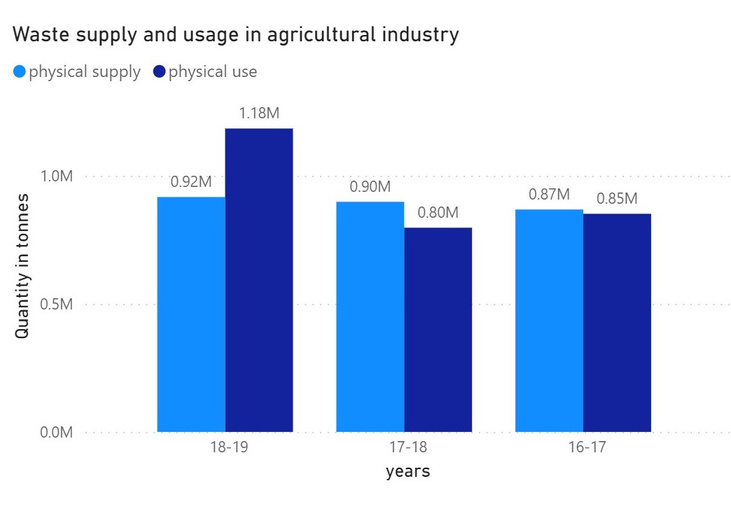 Waste supply and usage in agricultural industry
physical supply physical use
1.18M
1.0M
0.92M
0.90M
0.87M
0.85M
0.80M
0.5M
0.0M
Quantity in tonnes
18-19 17-18 16-17
years